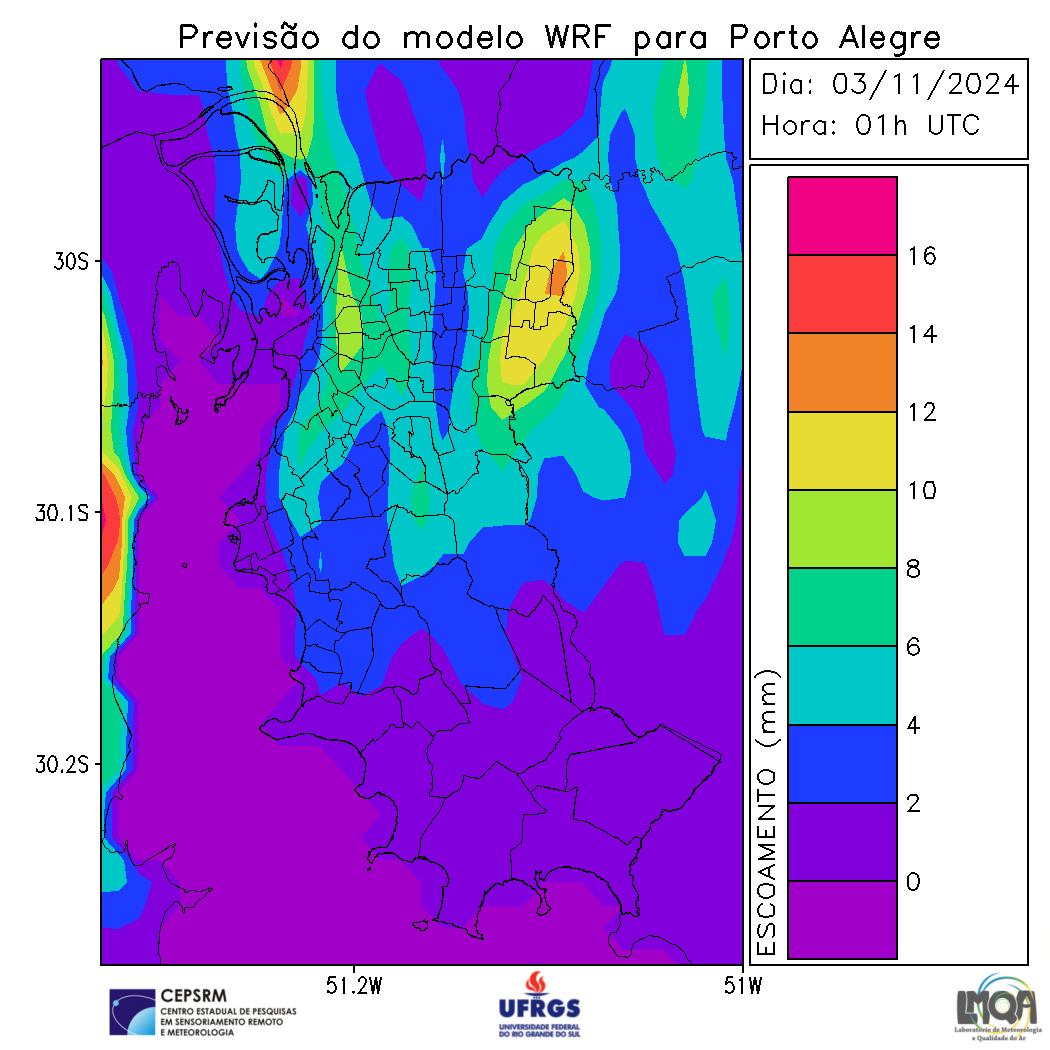 Previsão do modelo WRF para Porto Alegre
Dia: 03/11/2024
Hora: 01h UTC
30S
30.1S
30.2S
51.2W
51W
ESCOAMENTO (mm)
16
14
12
10
8
6
4
2
0
CEPSRM
CENTRO ESTADUAL DE PESQUISAS
EM SENSORIAMENTO REMOTO
E METEOROLOGIA
UFRGS
UNIVERSIDADE FEDERAL
DO RIO GRANDE DO SUL
LMQA
Laboratório de Meteorologia
e Qualidade do Ar